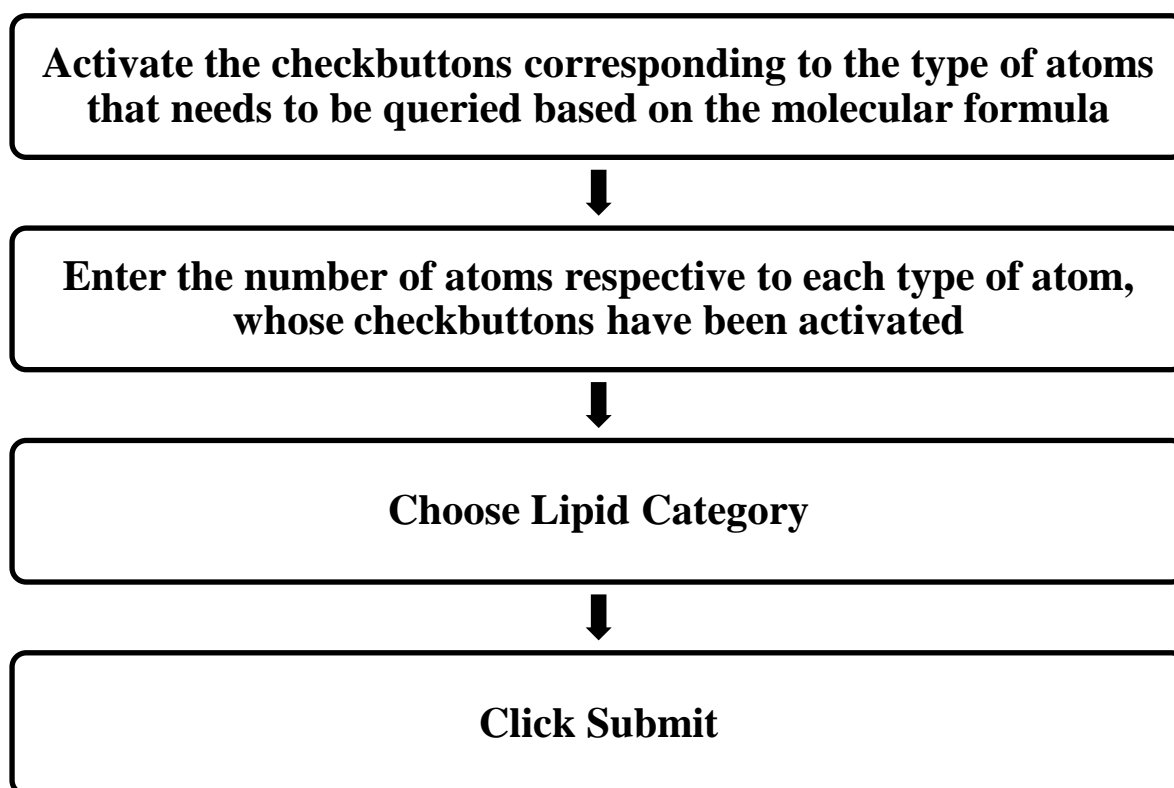 Activate the checkbuttons corresponding to the type of atoms
that needs to be queried based on the molecular formula
Enter the number of atoms respective to each type of atom,
whose checkbuttons have been activated
Choose Lipid Category
Click Submit